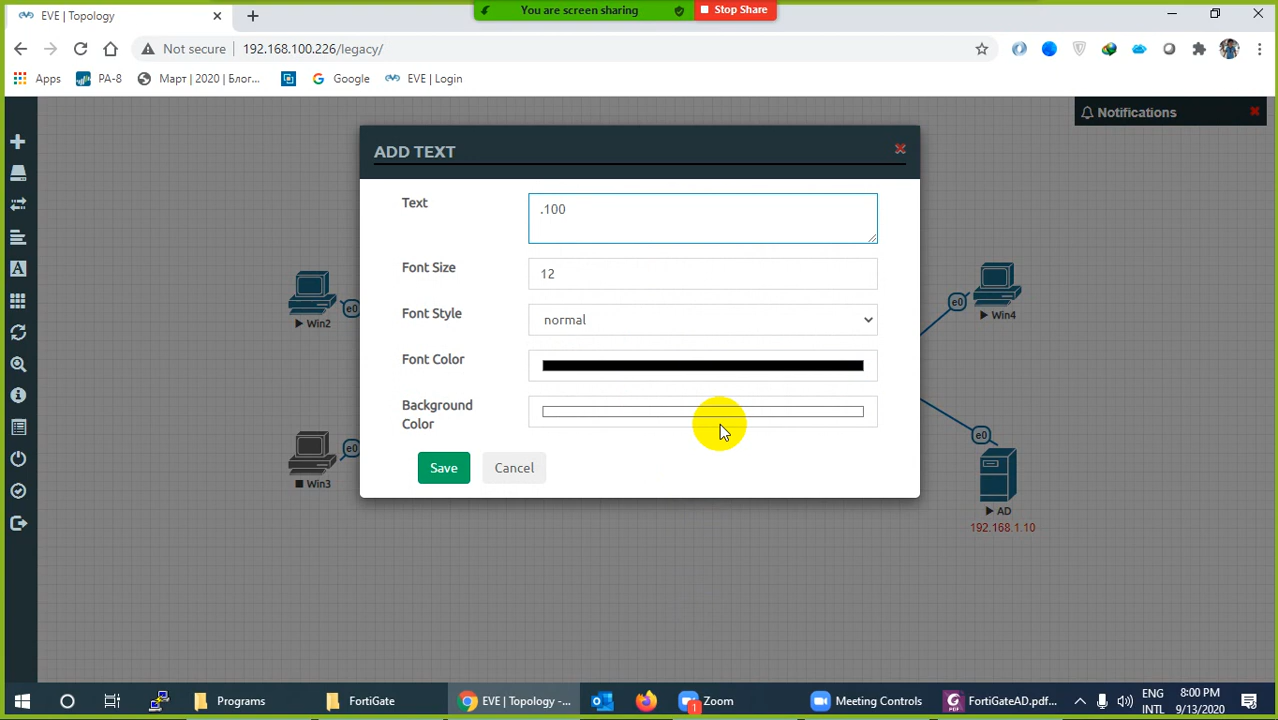 You are screen sharing
Stop Share
EVE | Topology
Not secure
192.168.100.226/legacy/
Apps
PA-8
Март | 2020 | Блог...
Google
EVE | Login
Notifications
ADD TEXT
Text
.100
Font Size
12
Font Style
normal
Font Color
Background
Color
Save
Cancel
e0
Win2
e0
Win3
e0
Win4
e0
AD
192.168.1.10
Programs
FortiGate
EVE | Topology -...
1
Zoom
Meeting Controls
FortiGateAD.pdf...
ENG
INTL
8:00 PM
9/13/2020